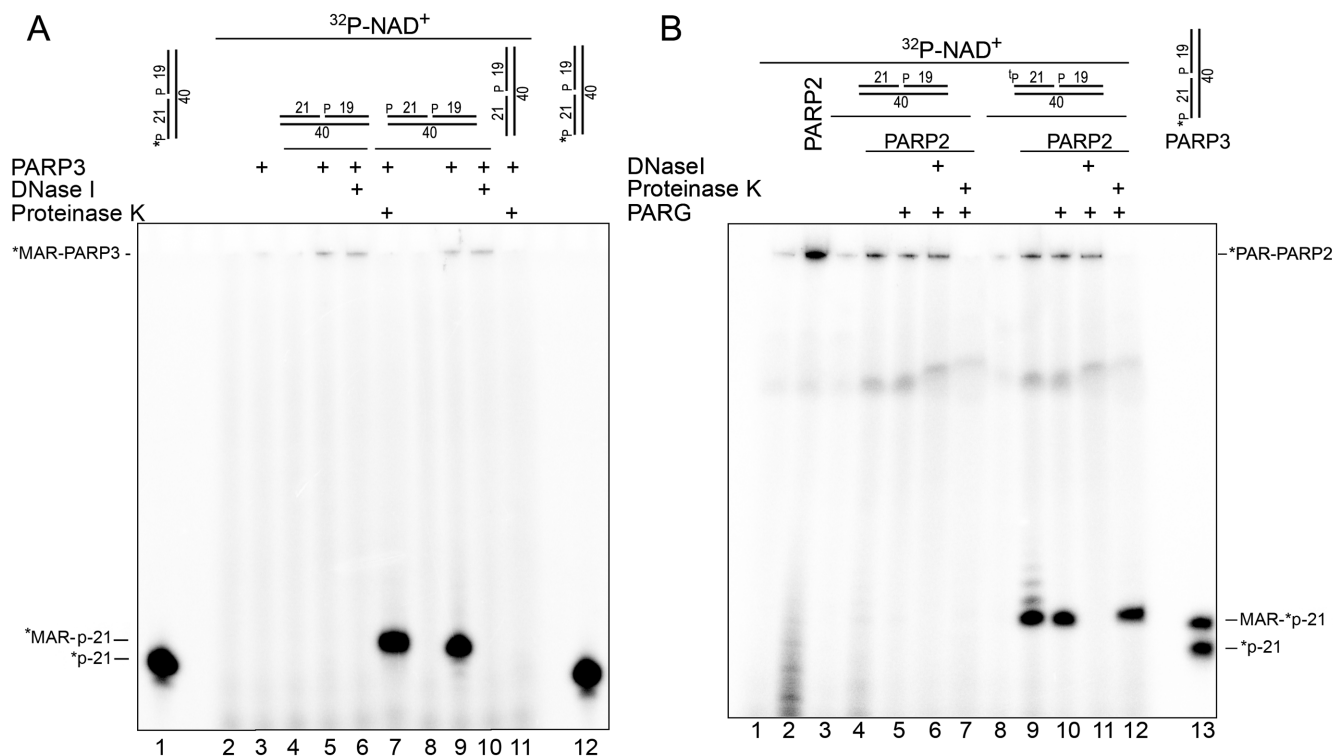 A
32P-NAD+
*P 21 P 19
40
21 P 19
40
P 21 P 19
40
21 P 19
40
*P 21 P 19
40
PARP3 + + + + + + +
DNase I + +
Proteinase K + +
*MAR-PARP3 -
*MAR-p-21
*p-21
1 2 3 4 5 6 7 8 9 10 11 12
B
32P-NAD+
PARP2
21 P 19
40
PARP2
tP 21 P 19
40
PARP2
*P 21 P 19
40
PARP3
DNaseI + +
Proteinase K + +
PARG + + + + + +
*PAR-PARP2
MAR-*p-21
*p-21
1 2 3 4 5 6 7 8 9 10 11 12 13